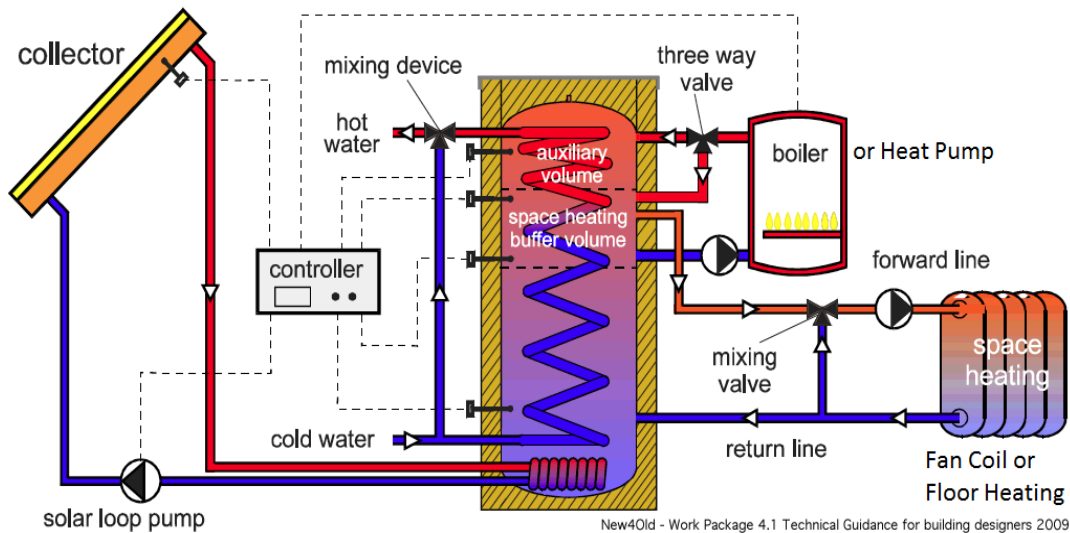 collector
mixing device
three way
valve
hot
water
auxiliary
volume
boiler
or Heat Pump
space heating
buffer volume
controller
forward line
mixing
valve
space
heating
cold water
return line
Fan Coil or
Floor Heating
solar loop pump
New4Old - Work Package 4.1 Technical Guidance for building designers 2009